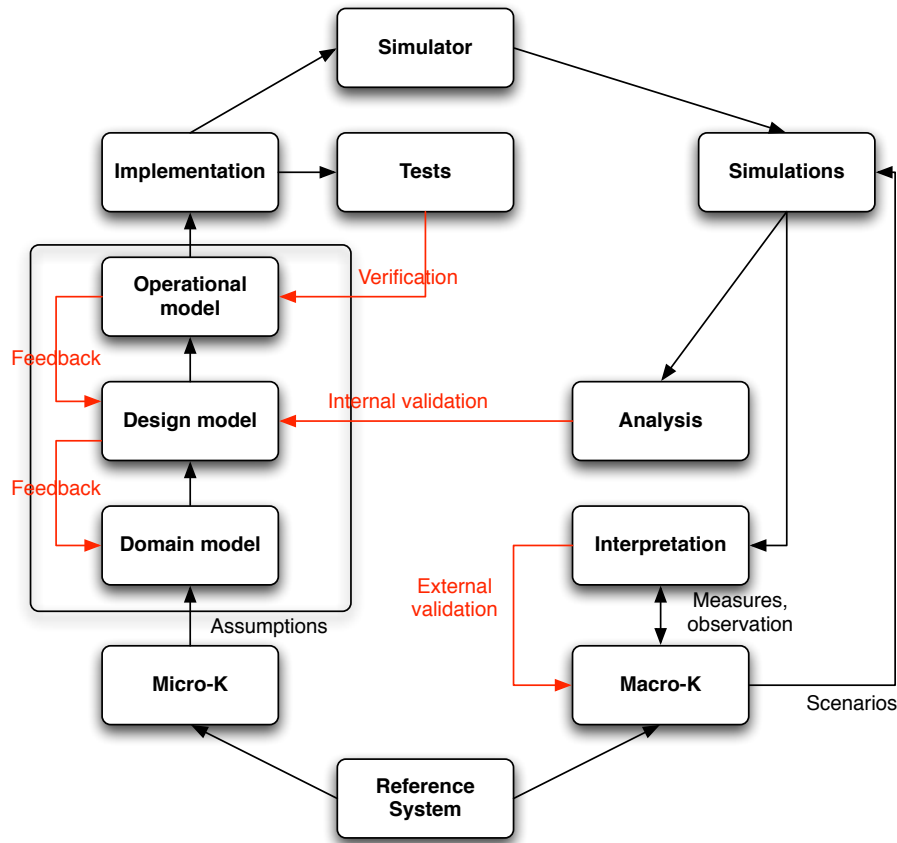 Simulator
Implementation
Tests
Simulations
Operational
model
Verification
Feedback
Design model
Internal validation
Analysis
Feedback
Domain model
Interpretation
External
validation
Measures,
observation
Assumptions
Micro-K
Macro-K
Scenarios
Reference
System